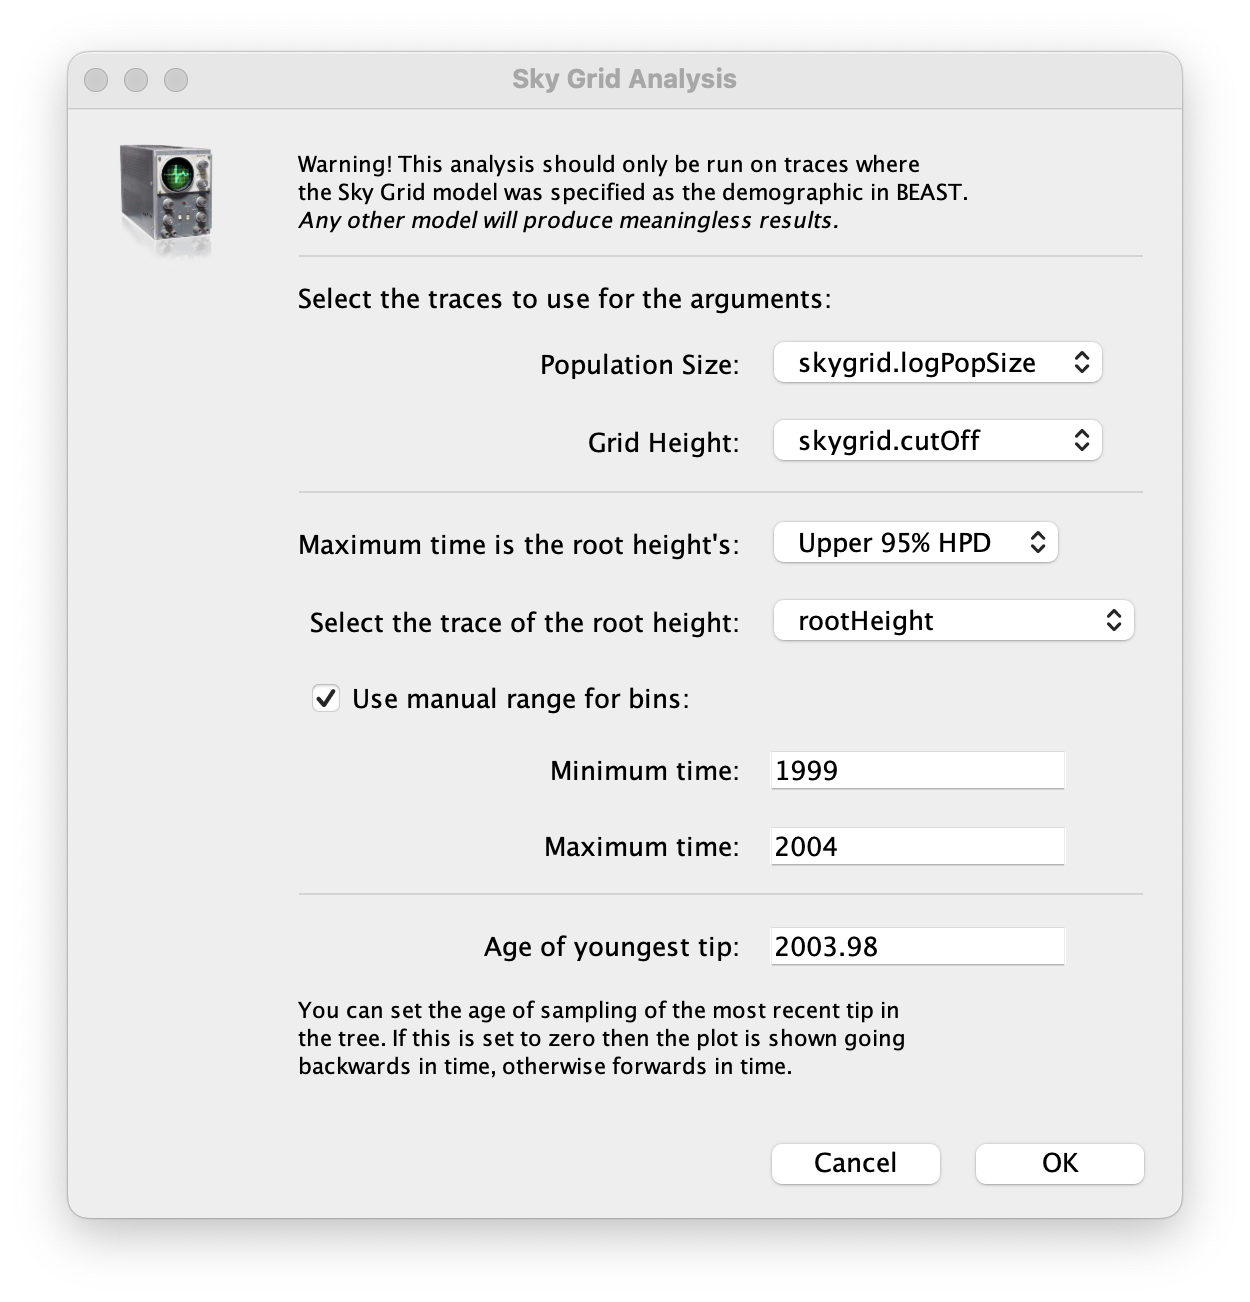 Sky Grid Analysis
Warning! This analysis should only be run on traces where
the Sky Grid model was specified as the demographic in BEAST.
Any other model will produce meaningless results.
Select the traces to use for the arguments:
Population Size: skygrid.logPopSize
Grid Height: skygrid.cutOff
Maximum time is the root height's: Upper 95% HPD
Select the trace of the root height: rootHeight
Use manual range for bins:
Minimum time: 1999
Maximum time: 2004
Age of youngest tip: 2003.98
You can set the age of sampling of the most recent tip in
the tree. If this is set to zero then the plot is shown going
backwards in time, otherwise forwards in time.
Cancel OK